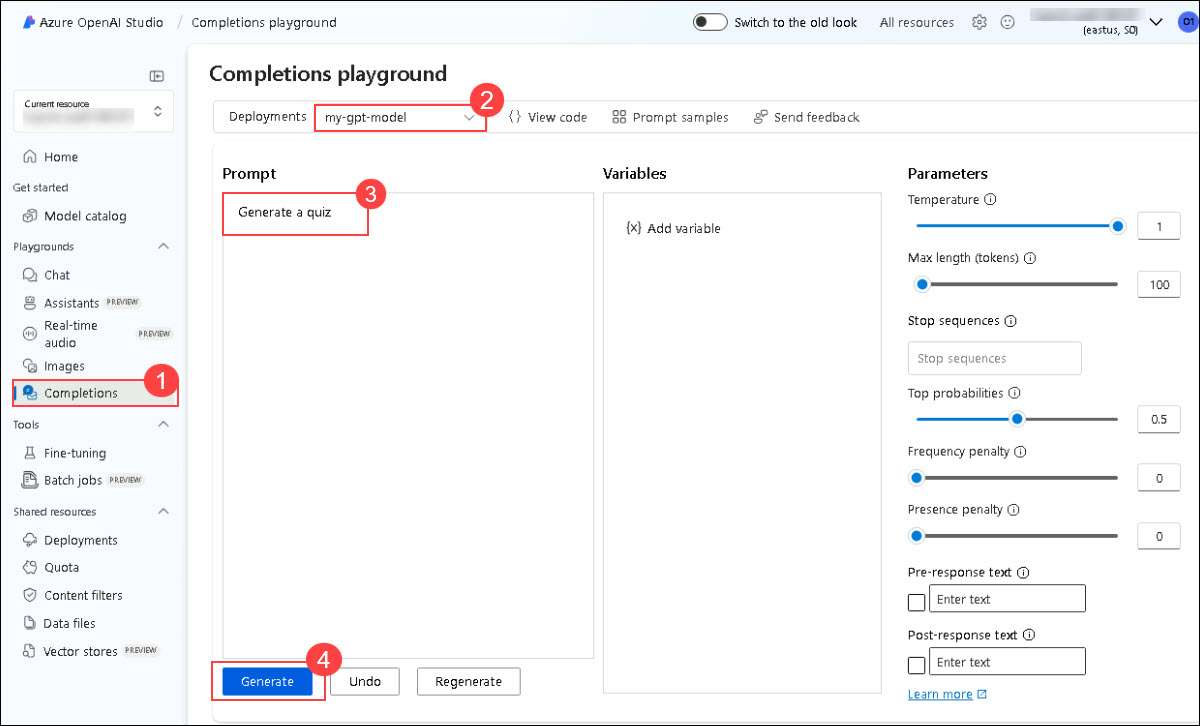 Azure OpenAI Studio / Completions playground
Switch to the old look
All resources
(eastus, S0)
01
Current resource
Home
Get started
Model catalog
Playgrounds
Chat
Assistants PREVIEW
Real-time audio PREVIEW
Images
Completions
1
Tools
Fine-tuning
Batch jobs PREVIEW
Shared resources
Deployments
Quota
Content filters
Data files
Vector stores PREVIEW
Completions playground
Deployments
my-gpt-model
2
{} View code
Prompt samples
Send feedback
Prompt
Generate a quiz
3
Generate
4
Undo
Regenerate
Variables
{x} Add variable
Parameters
Temperature
1
Max length (tokens)
100
Stop sequences
Stop sequences
Top probabilities
0.5
Frequency penalty
0
Presence penalty
0
Pre-response text
Enter text
Post-response text
Enter text
Learn more